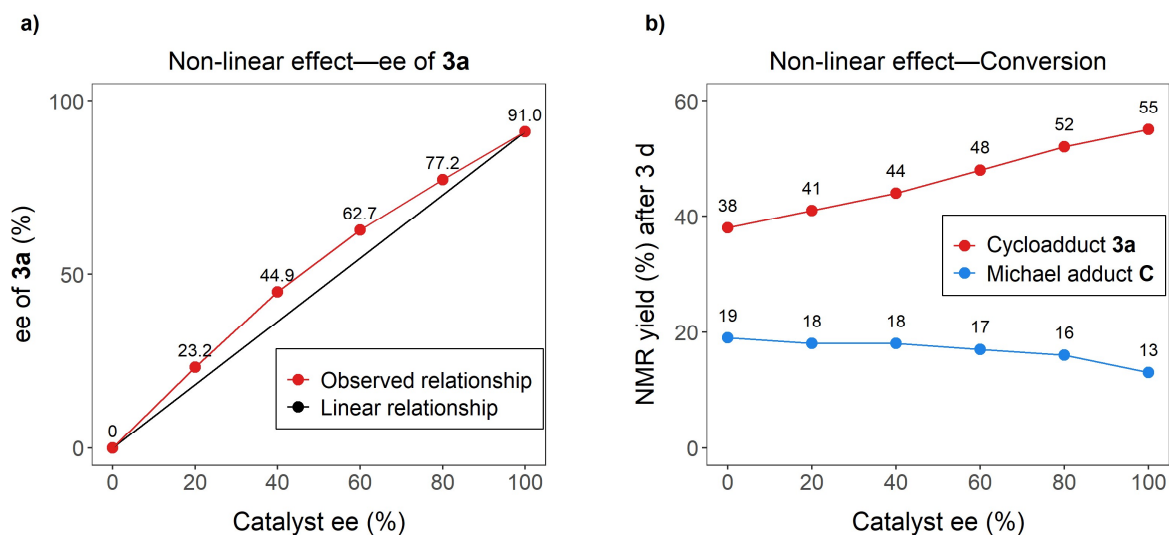 a)
Non-linear effect—ee of 3a
ee of 3a (%)
100
50
0
0
23.2
44.9
62.7
77.2
91.0
Observed relationship
Linear relationship
0 20 40 60 80 100
Catalyst ee (%)
b)
Non-linear effect—Conversion
NMR yield (%) after 3 d
60
40
20
0
38
41
44
48
52
55
Cycloadduct 3a
Michael adduct C
19
18
18
17
16
13
0 20 40 60 80 100
Catalyst ee (%)